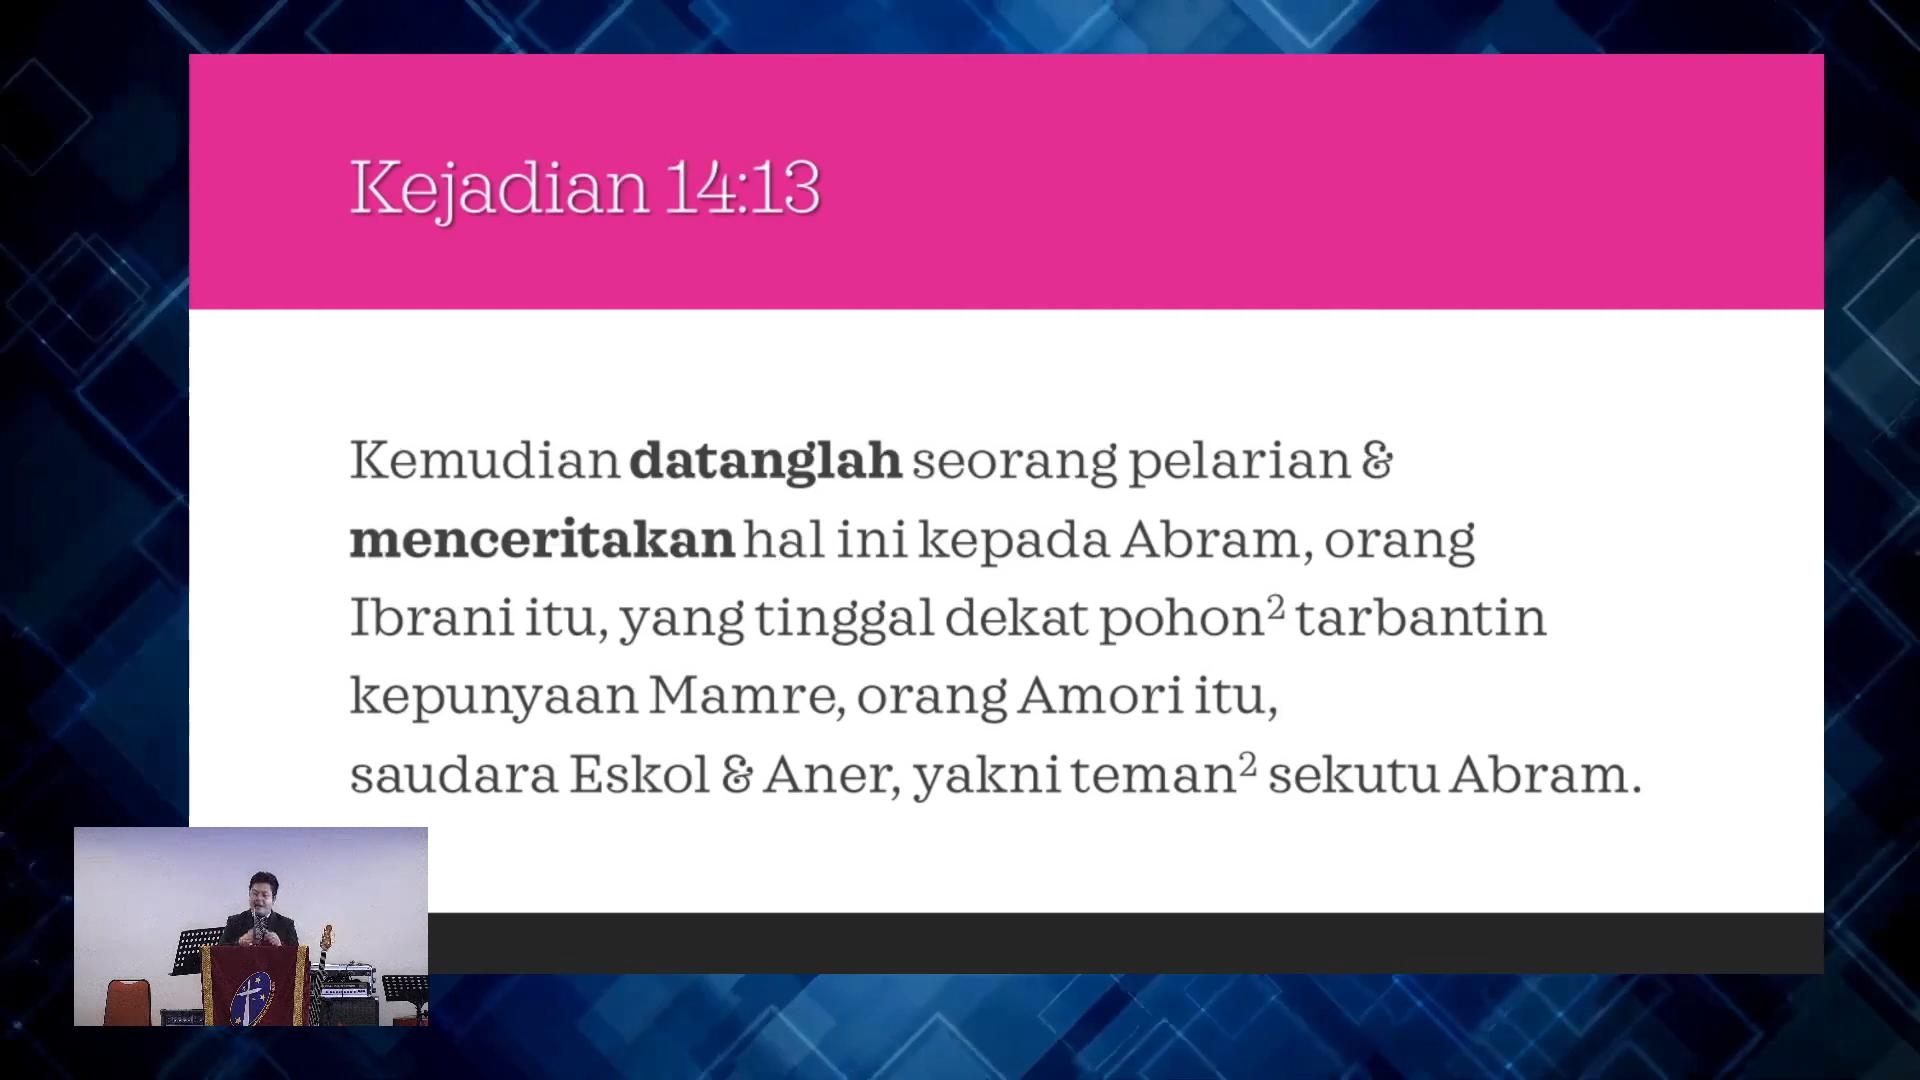 Kejadian 14:13
Kemudian datanglah seorang pelarian &
menceritakan hal ini kepada Abram, orang
Ibrani itu, yang tinggal dekat pohon² tarbantin
kepunyaan Mamre, orang Amori itu,
saudara Eskol & Aner, yakni teman² sekutu Abram.